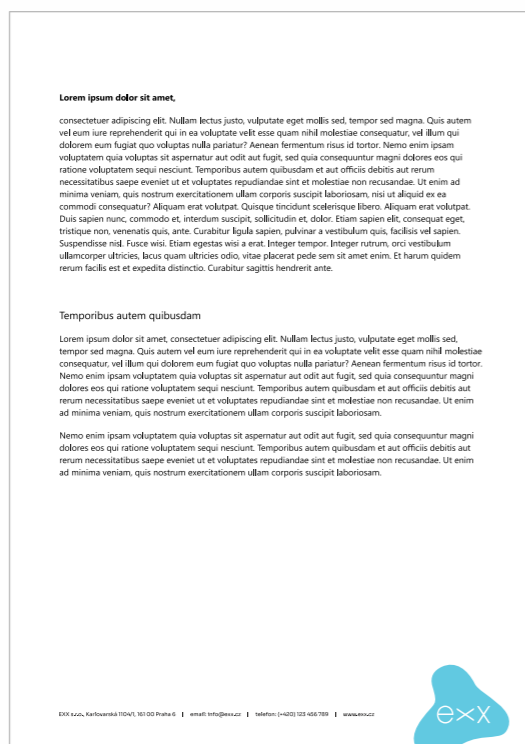 Lorem ipsum dolor sit amet,
consectetuer adipiscing elit. Nullam lectus justo, vulputate eget mollis sed, tempor sed magna. Quis autem
vel eum iure reprehenderit qui in ea voluptate velit esse quam nihil molestiae consequatur, vel illum qui
dolorem eum fugiat quo voluptas nulla pariatur? Aenean fermentum risus id tortor. Nemo enim ipsam
voluptatem quia voluptas sit aspernatur aut odit aut fugit, sed quia consequuntur magni dolores eos qui
ratione voluptatem sequi nesciunt. Temporibus autem quibusdam et aut officiis debitis aut rerum
necessitatibus saepe eveniet ut et voluptates repudiandae sint et molestiae non recusandae. Ut enim ad
minima veniam, quis nostrum exercitationem ullam corporis suscipit laboriosam, nisi ut aliquid ex ea
commodi consequatur? Aliquam erat volutpat. Quisque tincidunt scelerisque libero. Aliquam erat volutpat.
Duis sapien nunc, commodo et, interdum suscipit, sollicitudin et, dolor. Etiam sapien elit, consequat eget,
tristique non, venenatis quis, ante. Curabitur ligula sapien, pulvinar a vestibulum quis, facilisis vel sapien.
Suspendisse nisl. Fusce wisi. Etiam egestas wisi a erat. Integer tempor. Integer rutrum, orci vestibulum
ullamcorper ultricies, lacus quam ultricies odio, vitae placerat pede sem sit amet enim. Et harum quidem
rerum facilis est et expedita distinctio. Curabitur sagittis hendrerit ante.
Temporibus autem quibusdam
Lorem ipsum dolor sit amet, consectetuer adipiscing elit. Nullam lectus justo, vulputate eget mollis sed,
tempor sed magna. Quis autem vel eum iure reprehenderit qui in ea voluptate velit esse quam nihil molestiae
consequatur, vel illum qui dolorem eum fugiat quo voluptas nulla pariatur? Aenean fermentum risus id tortor.
Nemo enim ipsam voluptatem quia voluptas sit aspernatur aut odit aut fugit, sed quia consequuntur magni
dolores eos qui ratione voluptatem sequi nesciunt. Temporibus autem quibusdam et aut officiis debitis aut
rerum necessitatibus saepe eveniet ut et voluptates repudiandae sint et molestiae non recusandae. Ut enim
ad minima veniam, quis nostrum exercitationem ullam corporis suscipit laboriosam.
Nemo enim ipsam voluptatem quia voluptas sit aspernatur aut odit aut fugit, sed quia consequuntur magni
dolores eos qui ratione voluptatem sequi nesciunt. Temporibus autem quibusdam et aut officiis debitis aut
rerum necessitatibus saepe eveniet ut et voluptates repudiandae sint et molestiae non recusandae. Ut enim
ad minima veniam, quis nostrum exercitationem ullam corporis suscipit laboriosam.
EXX s.r.o., Karlovarská 1104/1, 161 00 Praha 6 | email: info@exx.cz | telefon: (+420) 123 456 789 | www.exx.cz
exx